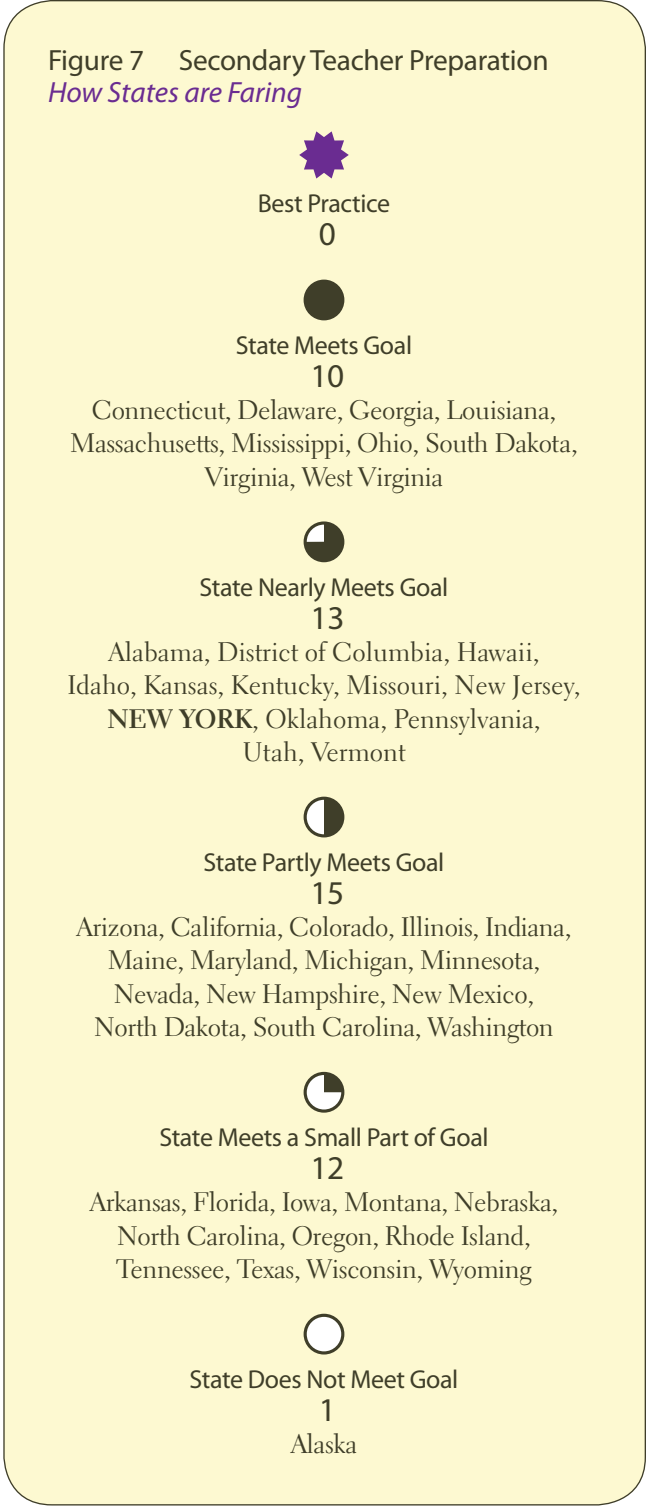 Figure 7 Secondary Teacher Preparation
How States are Faring
Best Practice
0
State Meets Goal
10
Connecticut, Delaware, Georgia, Louisiana,
Massachusetts, Mississippi, Ohio, South Dakota,
Virginia, West Virginia
State Nearly Meets Goal
13
Alabama, District of Columbia, Hawaii,
Idaho, Kansas, Kentucky, Missouri, New Jersey,
NEW YORK, Oklahoma, Pennsylvania,
Utah, Vermont
State Partly Meets Goal
15
Arizona, California, Colorado, Illinois, Indiana,
Maine, Maryland, Michigan, Minnesota,
Nevada, New Hampshire, New Mexico,
North Dakota, South Carolina, Washington
State Meets a Small Part of Goal
12
Arkansas, Florida, Iowa, Montana, Nebraska,
North Carolina, Oregon, Rhode Island,
Tennessee, Texas, Wisconsin, Wyoming
State Does Not Meet Goal
1
Alaska